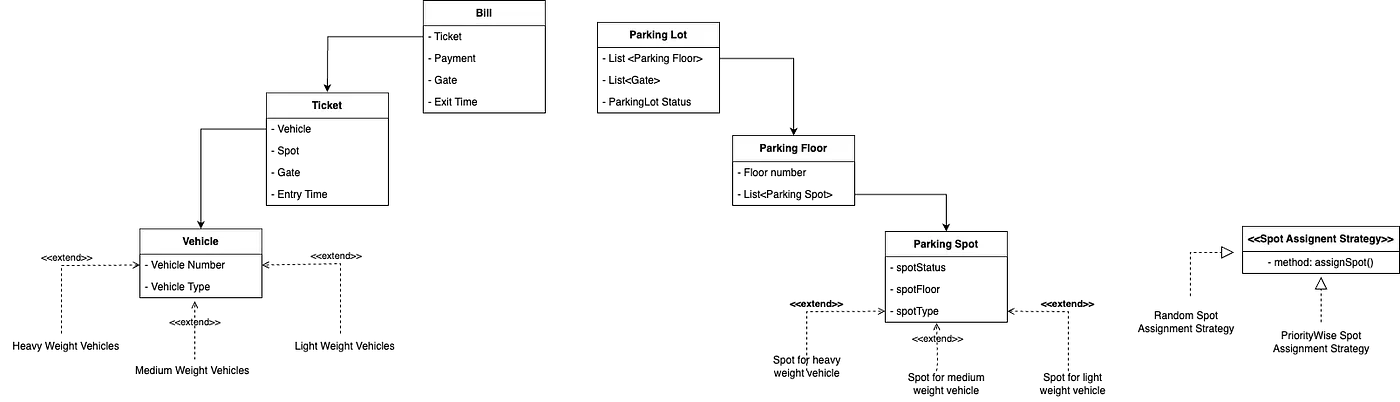 Bill
- Ticket
- Payment
- Gate
- Exit Time
Ticket
- Vehicle
- Spot
- Gate
- Entry Time
Vehicle
- Vehicle Number
- Vehicle Type
<<extend>>
<<extend>>
<<extend>>
Heavy Weight Vehicles
Medium Weight Vehicles
Light Weight Vehicles
Parking Lot
- List <Parking Floor>
- List<Gate>
- ParkingLot Status
Parking Floor
- Floor number
- List<Parking Spot>
Parking Spot
- spotStatus
- spotFloor
- spotType
<<extend>>
<<extend>>
<<extend>>
Spot for heavy
weight vehicle
Spot for medium
weight vehicle
Spot for light
weight vehicle
<<Spot Assignent Strategy>>
- method: assignSpot()
Random Spot
Assignment Strategy
PriorityWise Spot
Assignment Strategy